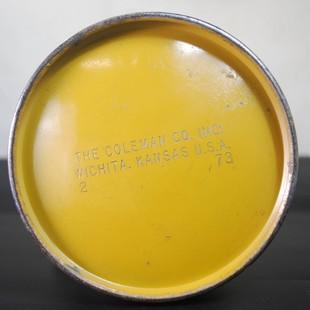 THE COLEMAN CO. INC.
WICHITA, KANSAS U.S.A.
2 73